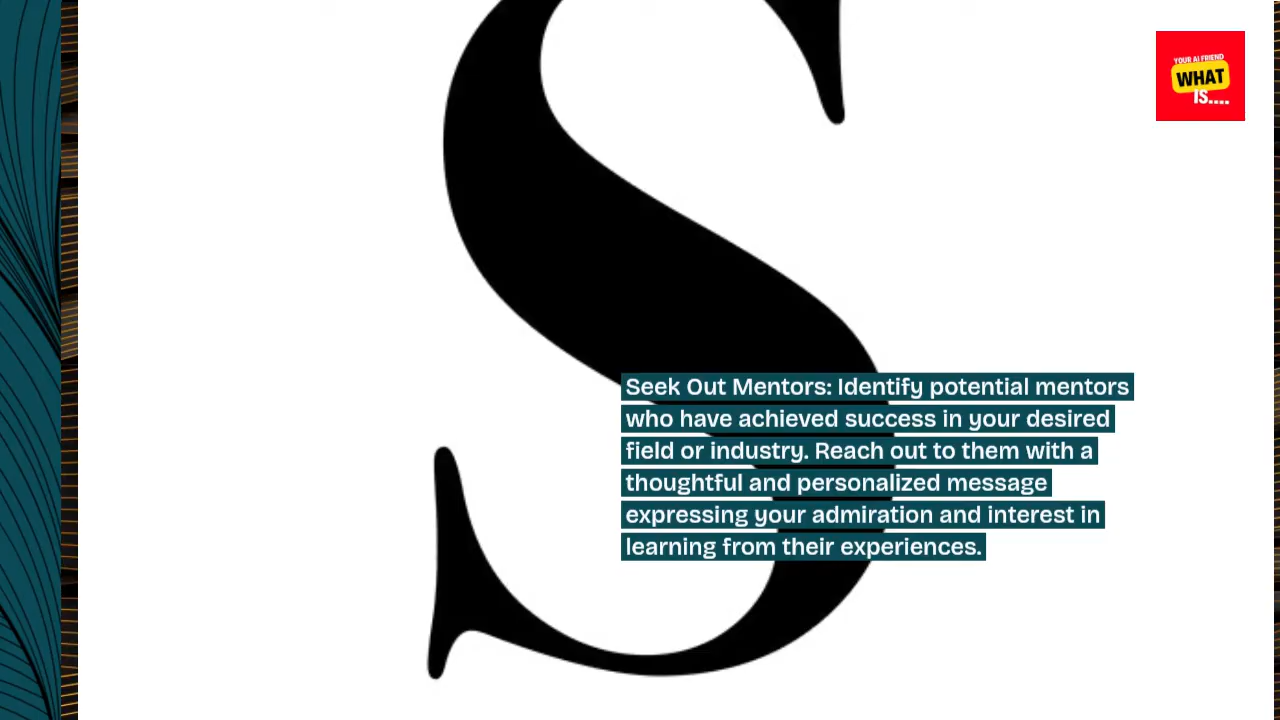 S
YOUR AI FRIEND
WHAT
IS....
Seek Out Mentors: Identify potential mentors
who have achieved success in your desired
field or industry. Reach out to them with a
thoughtful and personalized message
expressing your admiration and interest in
learning from their experiences.